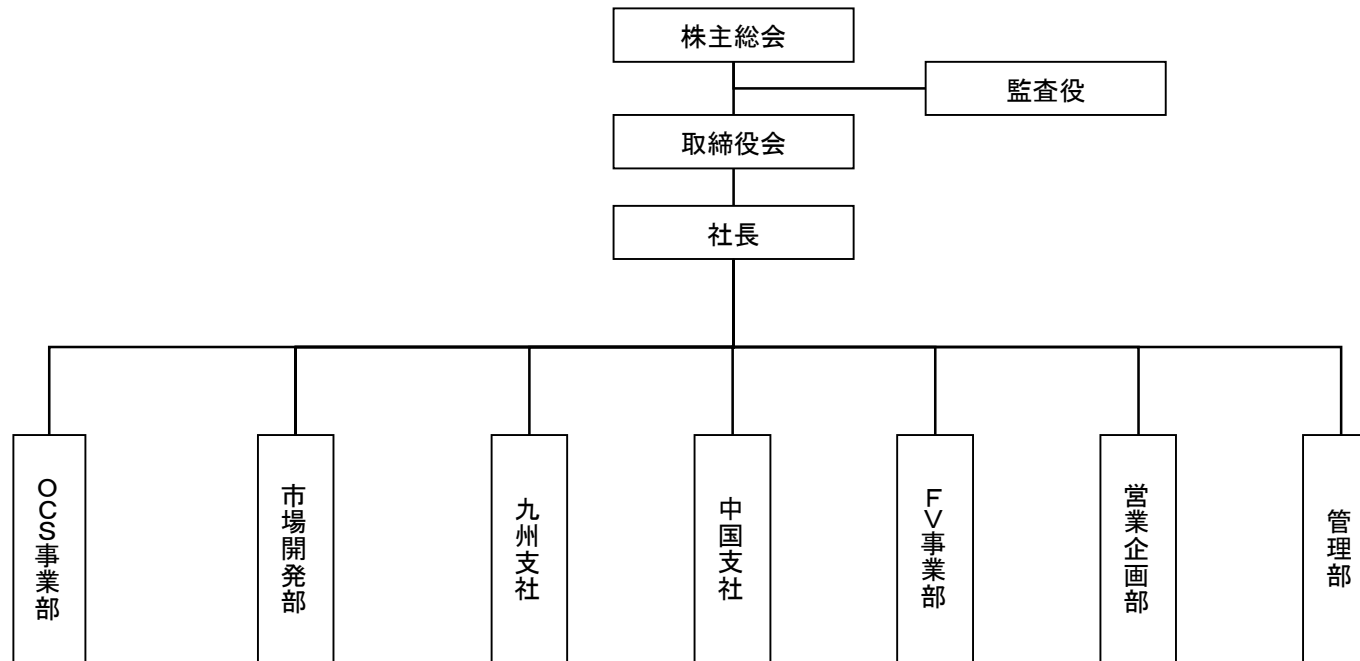 株主総会
監査役
取締役会
社長
OCS事業部
市場開発部
九州支社
中国支社
FV事業部
営業企画部
管理部